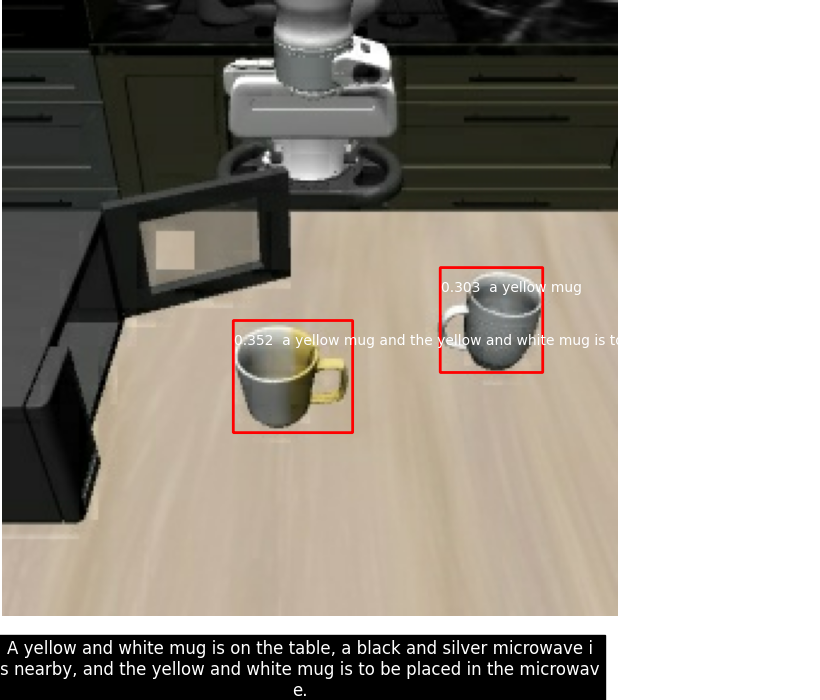 0.303  a yellow mug
0.352  a yellow mug and the yellow and white mug is to
A yellow and white mug is on the table, a black and silver microwave i
s nearby, and the yellow and white mug is to be placed in the microwav
e.